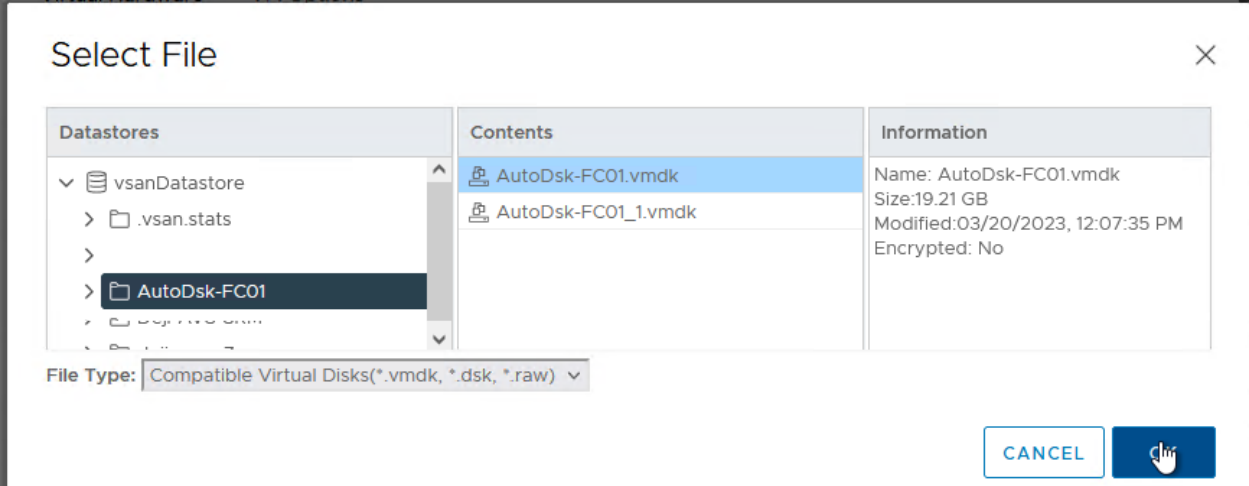 Select File
Datastores
Contents
Information
vsanDatastore
.vsan.stats
AutoDsk-FC01
AutoDsk-FC01.vmdk
AutoDsk-FC01_1.vmdk
Name: AutoDsk-FC01.vmdk
Size:19.21 GB
Modified:03/20/2023, 12:07:35 PM
Encrypted: No
File Type: Compatible Virtual Disks(*.vmdk, *.dsk, *.raw)
CANCEL